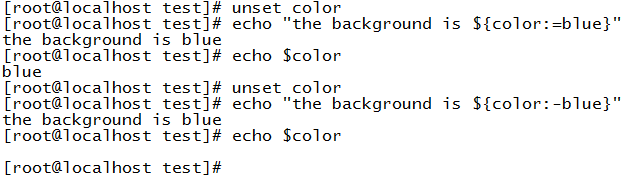 [root@localhost test]# unset color
[root@localhost test]# echo "the background is ${color:=blue}"
the background is blue
[root@localhost test]# echo $color
blue
[root@localhost test]# unset color
[root@localhost test]# echo "the background is ${color:-blue}"
the background is blue
[root@localhost test]# echo $color
[root@localhost test]#